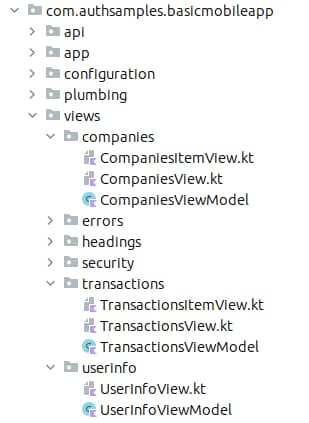 com.authsamples.basicmobileapp
api
app
configuration
plumbing
views
companies
CompaniesItemView.kt
CompaniesView.kt
CompaniesViewModel
errors
headings
security
transactions
TransactionsItemView.kt
TransactionsView.kt
TransactionsViewModel
userinfo
UserInfoView.kt
UserInfoViewModel